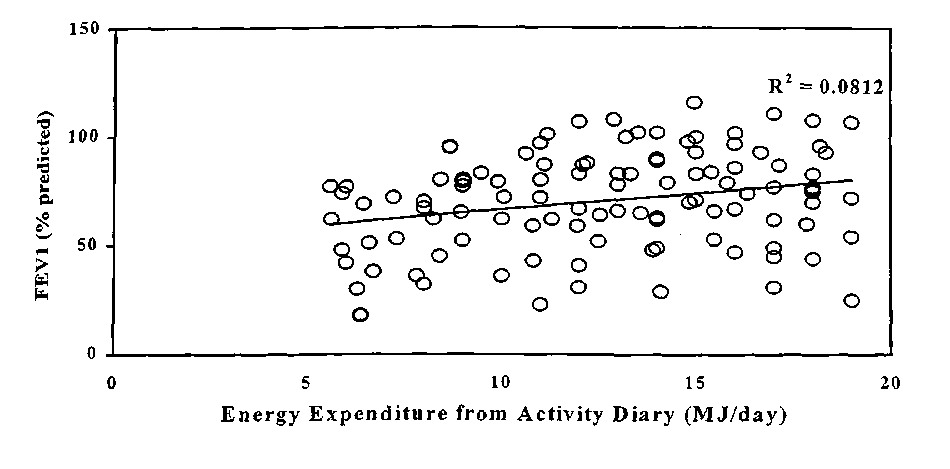 150
R² = 0.0812
100
FEV1 (% predicted)
50
0
0 5 10 15 20
Energy Expenditure from Activity Diary (MJ/day)